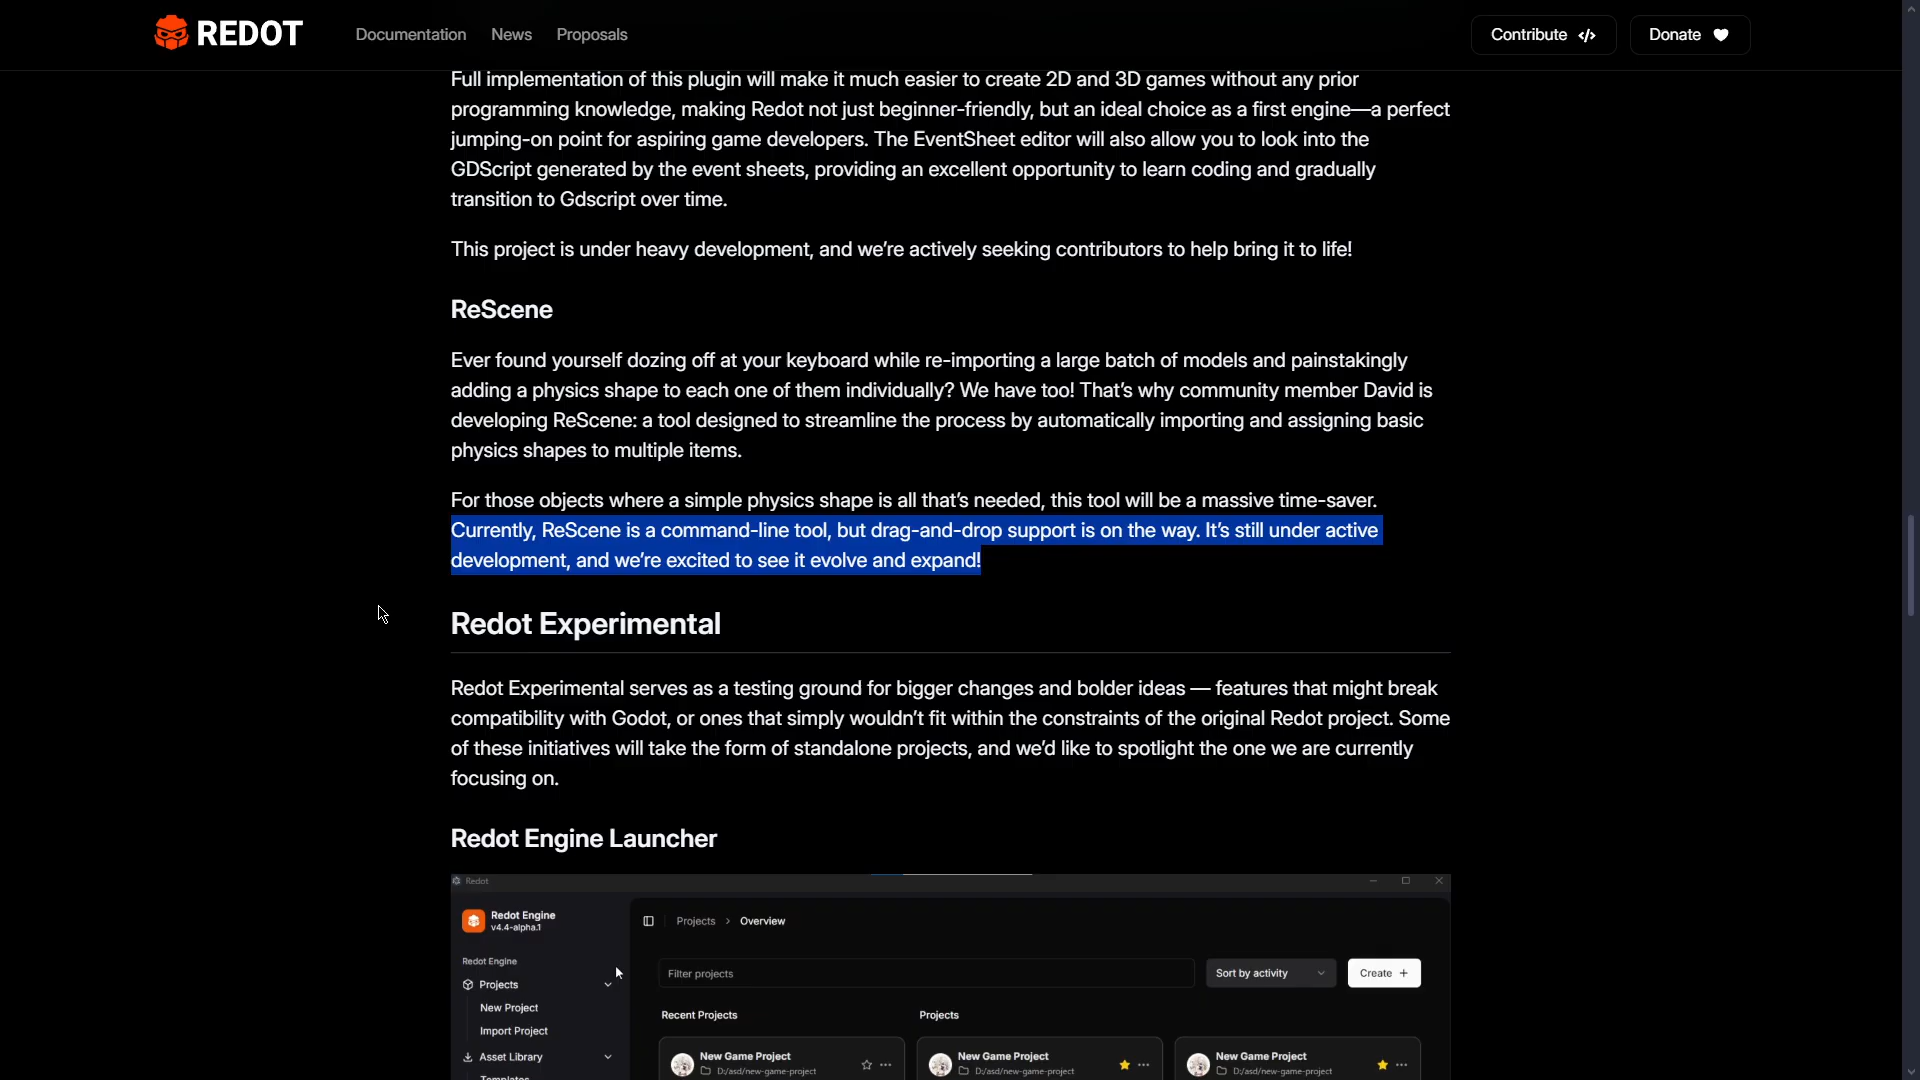 REDOT
Documentation
News
Proposals
Contribute
Donate
Full implementation of this plugin will make it much easier to create 2D and 3D games without any prior
programming knowledge, making Redot not just beginner-friendly, but an ideal choice as a first engine—a perfect
jumping-on point for aspiring game developers. The EventSheet editor will also allow you to look into the
GDScript generated by the event sheets, providing an excellent opportunity to learn coding and gradually
transition to Gdscript over time.
This project is under heavy development, and we're actively seeking contributors to help bring it to life!
ReScene
Ever found yourself dozing off at your keyboard while re-importing a large batch of models and painstakingly
adding a physics shape to each one of them individually? We have too! That's why community member David is
developing ReScene: a tool designed to streamline the process by automatically importing and assigning basic
physics shapes to multiple items.
For those objects where a simple physics shape is all that's needed, this tool will be a massive time-saver.
Currently, ReScene is a command-line tool, but drag-and-drop support is on the way. It's still under active
development, and we're excited to see it evolve and expand!
Redot Experimental
Redot Experimental serves as a testing ground for bigger changes and bolder ideas — features that might break
compatibility with Godot, or ones that simply wouldn't fit within the constraints of the original Redot project. Some
of these initiatives will take the form of standalone projects, and we'd like to spotlight the one we are currently
focusing on.
Redot Engine Launcher
Redot
Redot Engine
v4.4-alpha.1
Projects > Overview
Redot Engine
Filter projects
Sort by activity
Create +
Projects
New Project
Import Project
Recent Projects
Projects
Asset Library
Templates
New Game Project
D:/asd/new-game-project
New Game Project
D:/asd/new-game-project
New Game Project
D:/asd/new-game-project